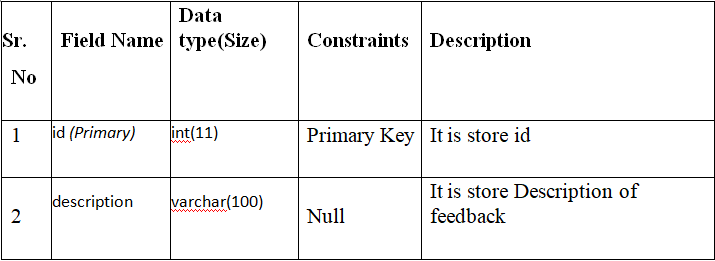 Sr. No
Field Name
Data type(Size)
Constraints
Description
1
id (Primary)
int(11)
Primary Key
It is store id
2
description
varchar(100)
Null
It is store Description of
feedback